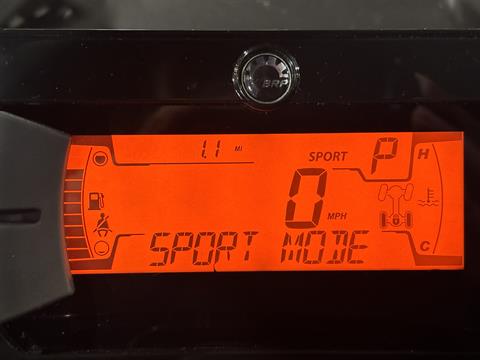 BRP
1.1 MI
SPORT P H
0 MPH
SPORT MODE C